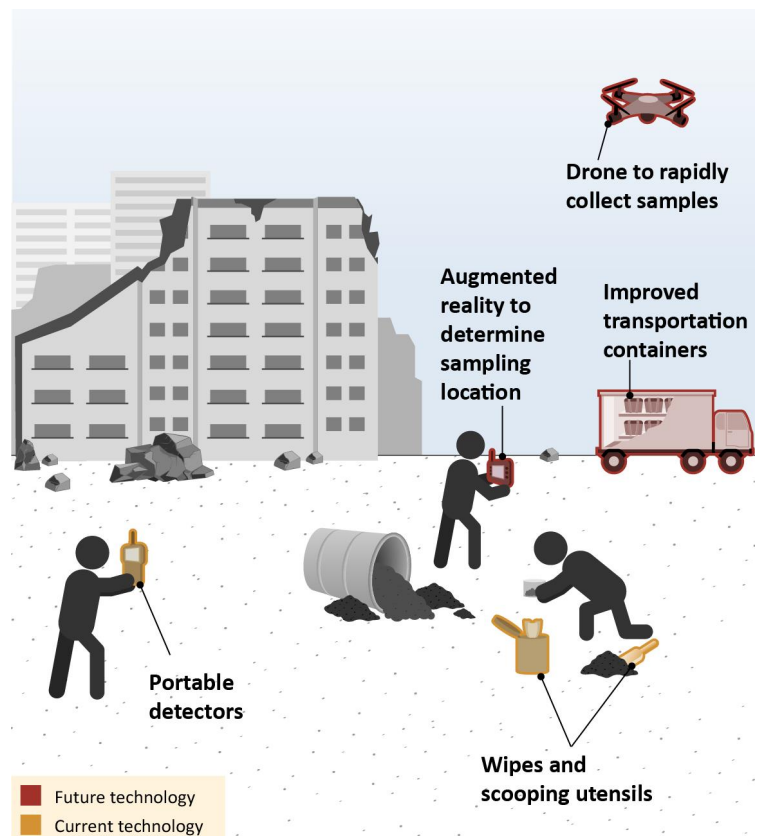 Drone to rapidly
collect samples
Augmented
reality to
determine
sampling
location
Improved
transportation
containers
Portable
detectors
Wipes and
scooping utensils
Future technology
Current technology